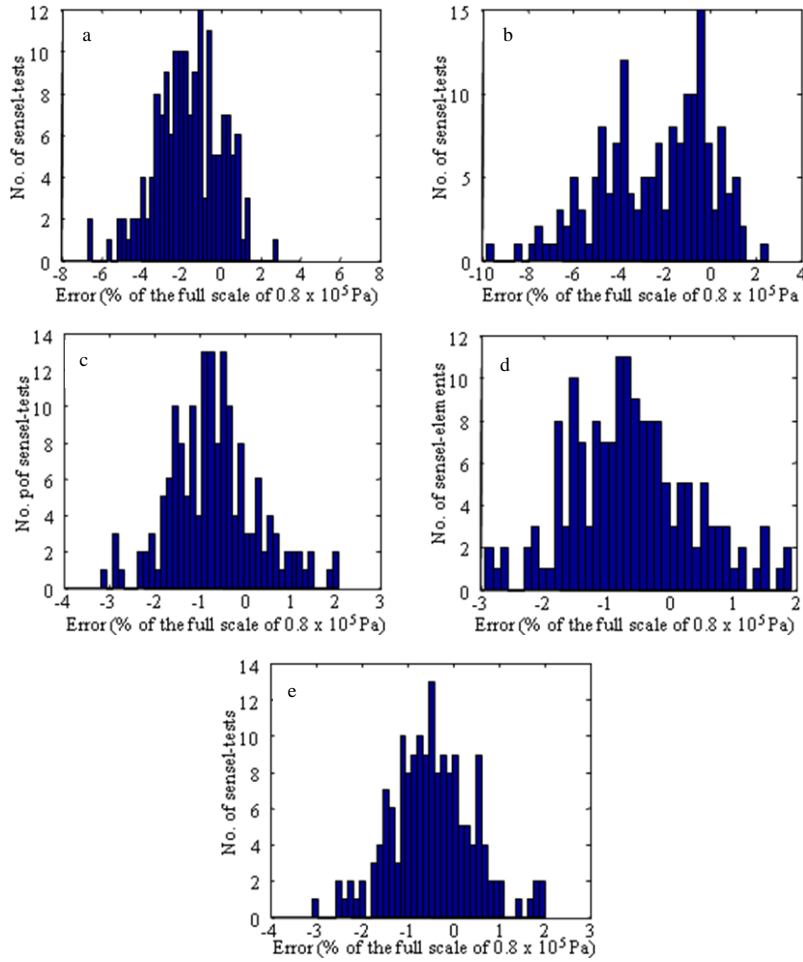 a
No. of sensel-tests
12
10
8
6
4
2
0
-8 -6 -4 -2 0 2 4 6 8
Error (% of the full scale of 0.8 x 10⁵ Pa)
b
No. of sensel-tests
15
10
5
0
-10 -8 -6 -4 -2 0 2 4
Error (% of the full scale of 0.8 x 10⁵ Pa
c
No. pof sensel-tests
14
12
10
8
6
4
2
0
-4 -3 -2 -1 0 1 2 3
Error (% of the full scale of 0.8 x 10⁵ Pa)
d
No. of sensel-elements
12
10
8
6
4
2
0
-3 -2 -1 0 1 2
Error (% of the full scale of 0.8 x 10⁵ Pa)
e
No. of sensel-tests
14
12
10
8
6
4
2
0
-4 -3 -2 -1 0 1 2 3
Error (% of the full scale of 0.8 x 10⁵ Pa)